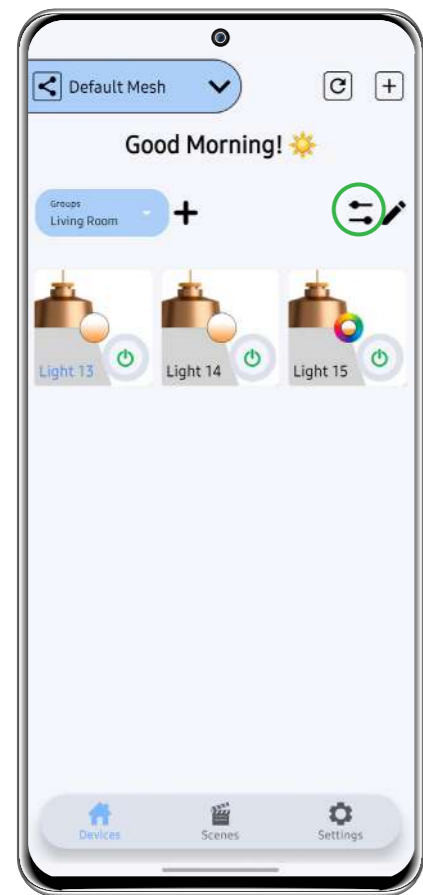 Default Mesh
Good Morning!
Groups
Living Room
Light 13
Light 14
Light 15
Devices
Scenes
Settings